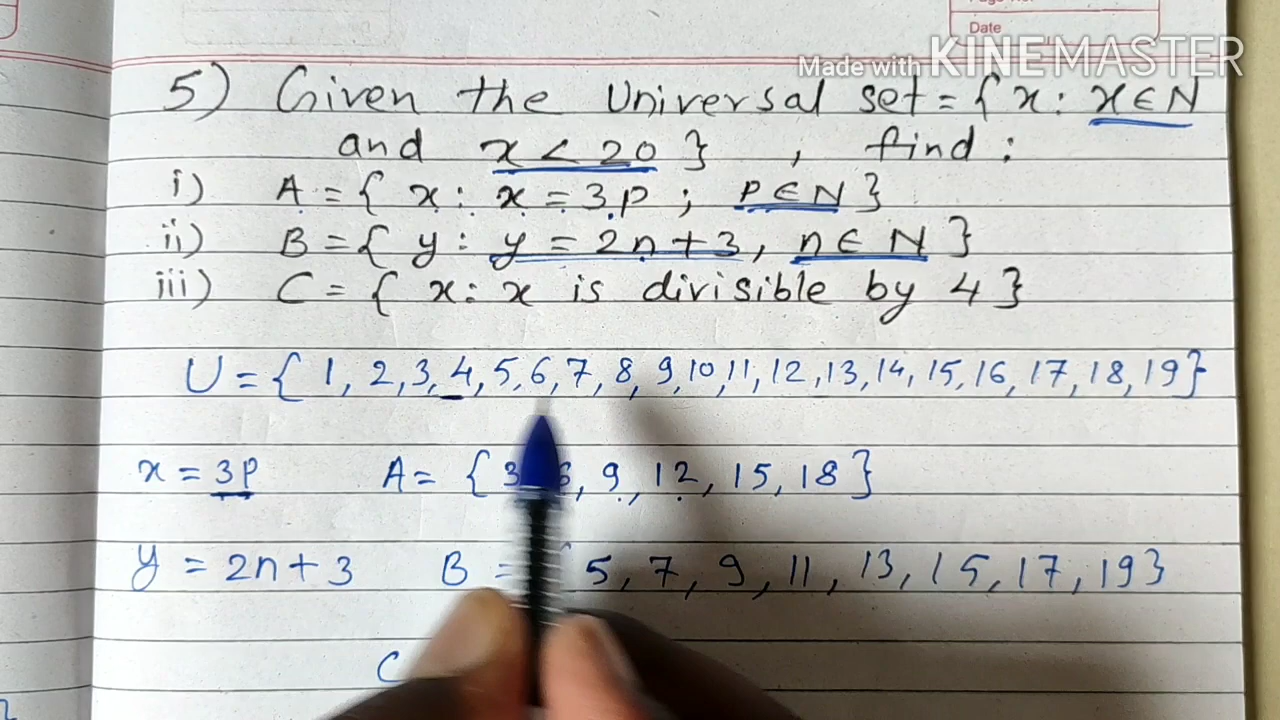 Date
Made with KINEMASTER
5) Given the Universal set = { x : x ∈ N
and x < 20 } , find :
i) A = { x : x = 3p ; p ∈ N }
ii) B = { y : y = 2n + 3, n ∈ N }
iii) C = { x : x is divisible by 4 }
U = { 1, 2, 3, 4, 5, 6, 7, 8, 9, 10, 11, 12, 13, 14, 15, 16, 17, 18, 19 }
x = 3p A = { 3 6, 9, 12, 15, 18 }
y = 2n + 3 B = { 5, 7, 9, 11, 13, 15, 17, 19 }
C